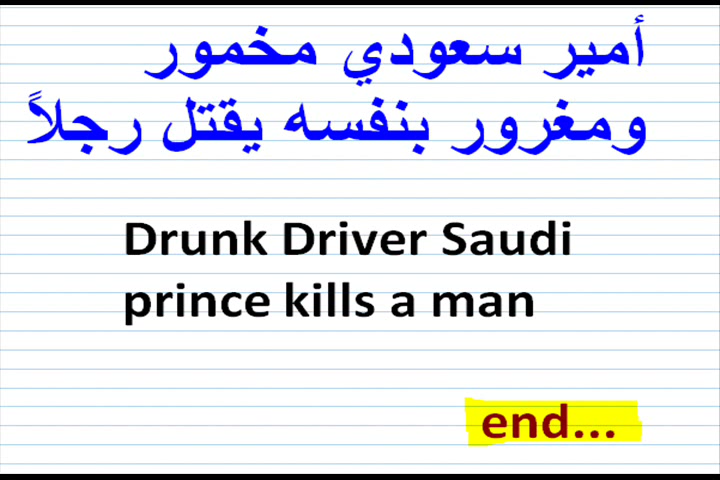 أمير سعودي مخمور
ومغرور بنفسه يقتل رجلاً
Drunk Driver Saudi
prince kills a man
end...